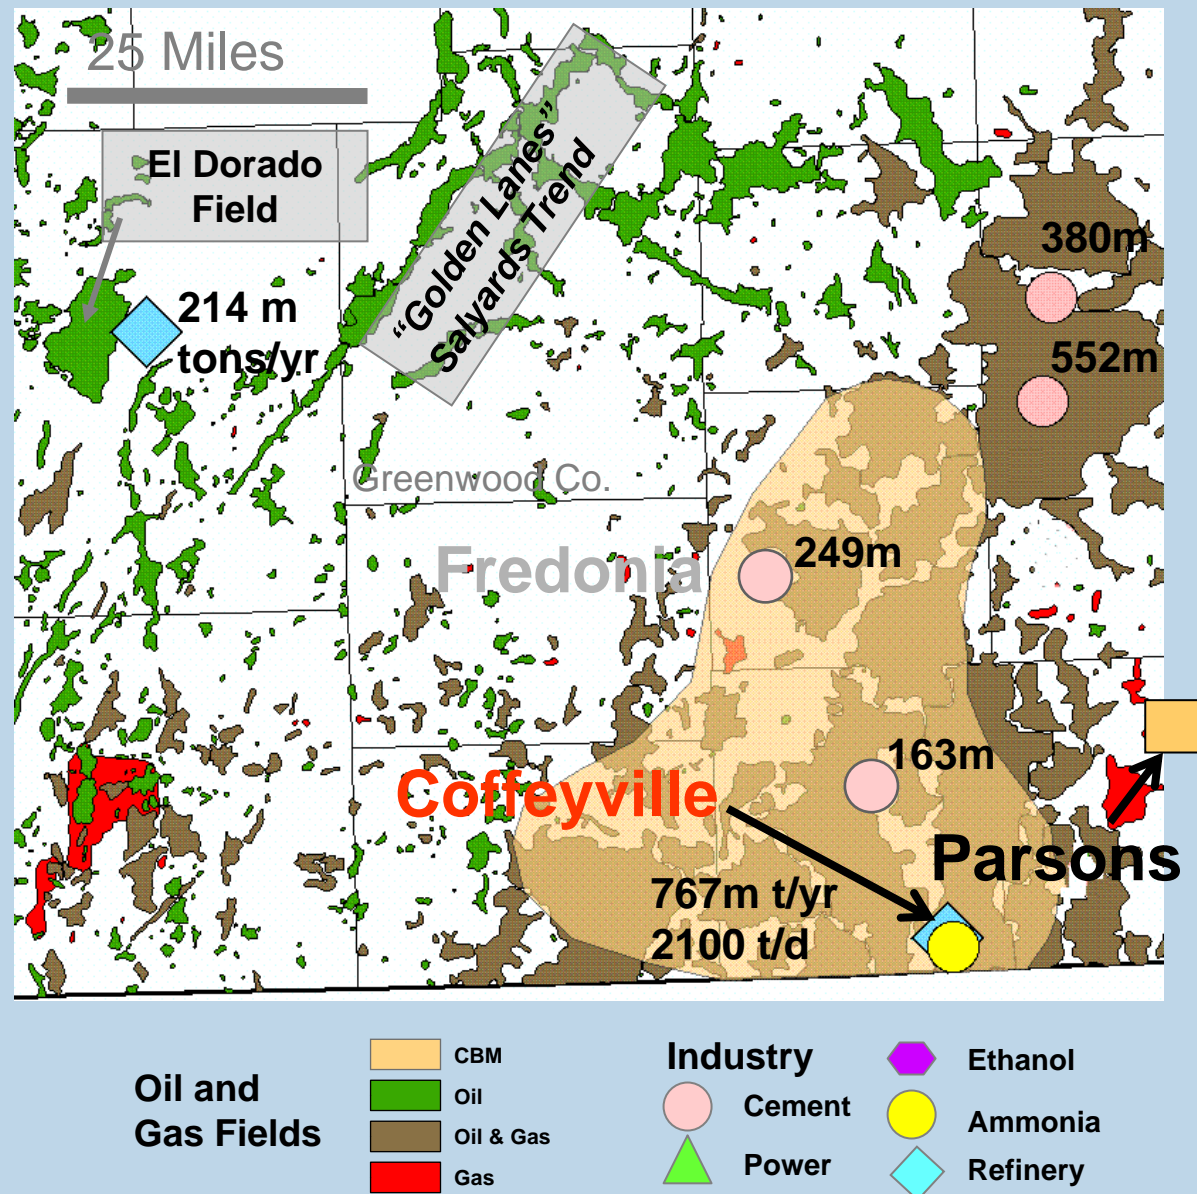 25 Miles
El Dorado
Field
“Golden Lanes”
Salyards Trend
214 m
tons/yr
380m
552m
Greenwood Co.
Fredonia
249m
163m
Coffeyville
Parsons
767m t/yr
2100 t/d
Oil and
Gas Fields
CBM
Oil
Oil & Gas
Gas
Industry
Cement
Power
Ethanol
Ammonia
Refinery